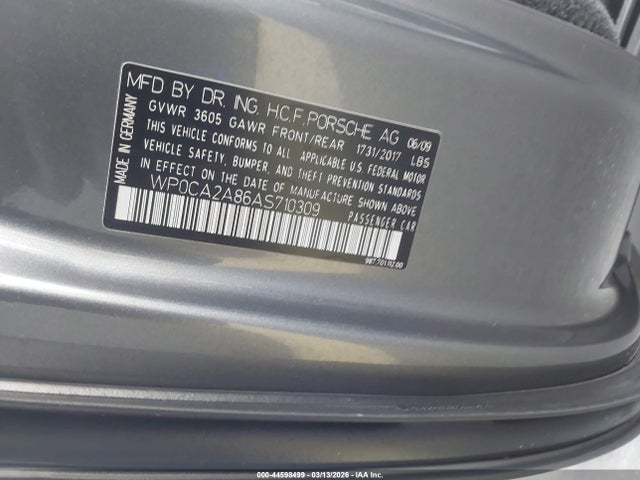 MFD BY DR. ING. H.C.F. PORSCHE AG 06/09
GVWR 3605 GAWR FRONT/REAR 1731/2017 LBS
THIS VEHICLE CONFORMS TO ALL APPLICABLE U.S. FEDERAL MOTOR
VEHICLE SAFETY, BUMPER, AND THEFT PREVENTION STANDARDS
IN EFFECT ON THE DATE OF MANUFACTURE SHOWN ABOVE
WP0CA2A86AS710309 PASSENGER CAR
MADE IN GERMANY
000-44598499 | 03/13/2026 | IAA Inc.